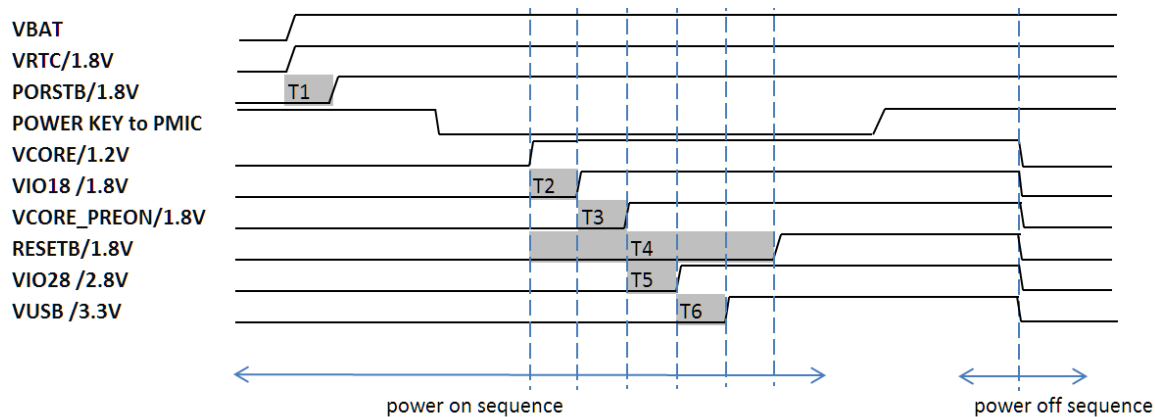 VBAT
VRTC/1.8V
PORSTB/1.8V
T1
POWER KEY to PMIC
VCORE/1.2V
VIO18 /1.8V
T2
VCORE_PREON/1.8V
T3
RESETB/1.8V
T4
VIO28 /2.8V
T5
VUSB /3.3V
T6
power on sequence
power off sequence